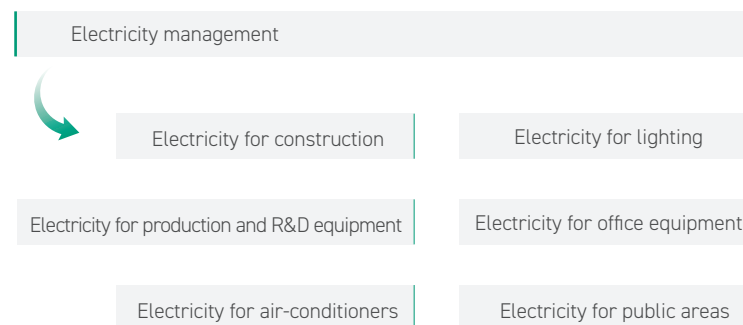 Electricity management
Electricity for construction
Electricity for lighting
Electricity for production and R&D equipment
Electricity for office equipment
Electricity for air-conditioners
Electricity for public areas